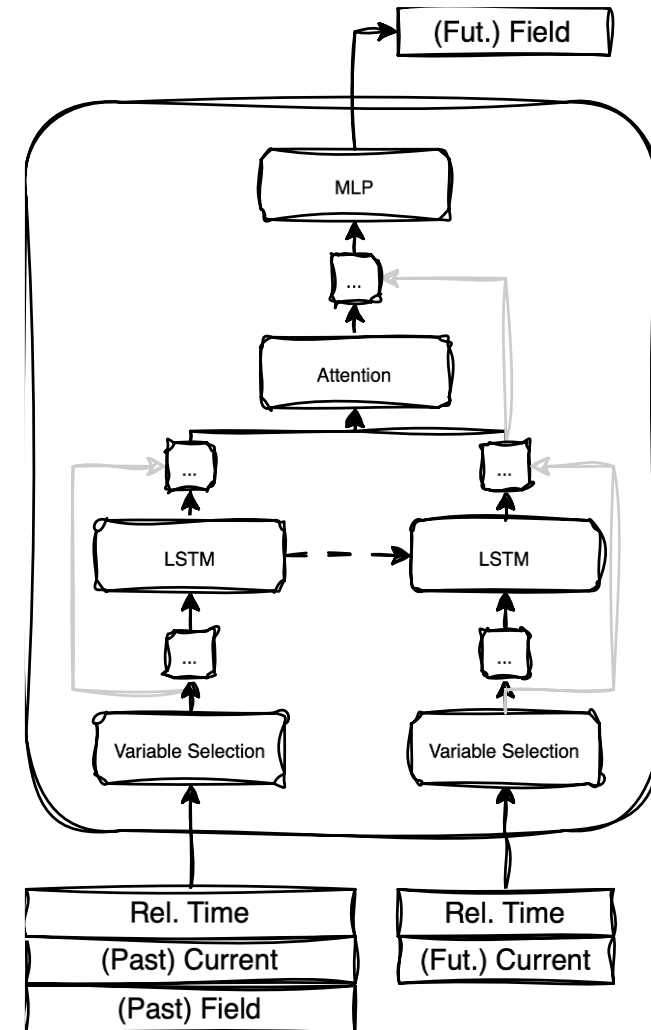 (Fut.) Field
MLP
...
Attention
...
...
LSTM
LSTM
...
...
Variable Selection
Variable Selection
Rel. Time
(Past) Current
(Past) Field
Rel. Time
(Fut.) Current